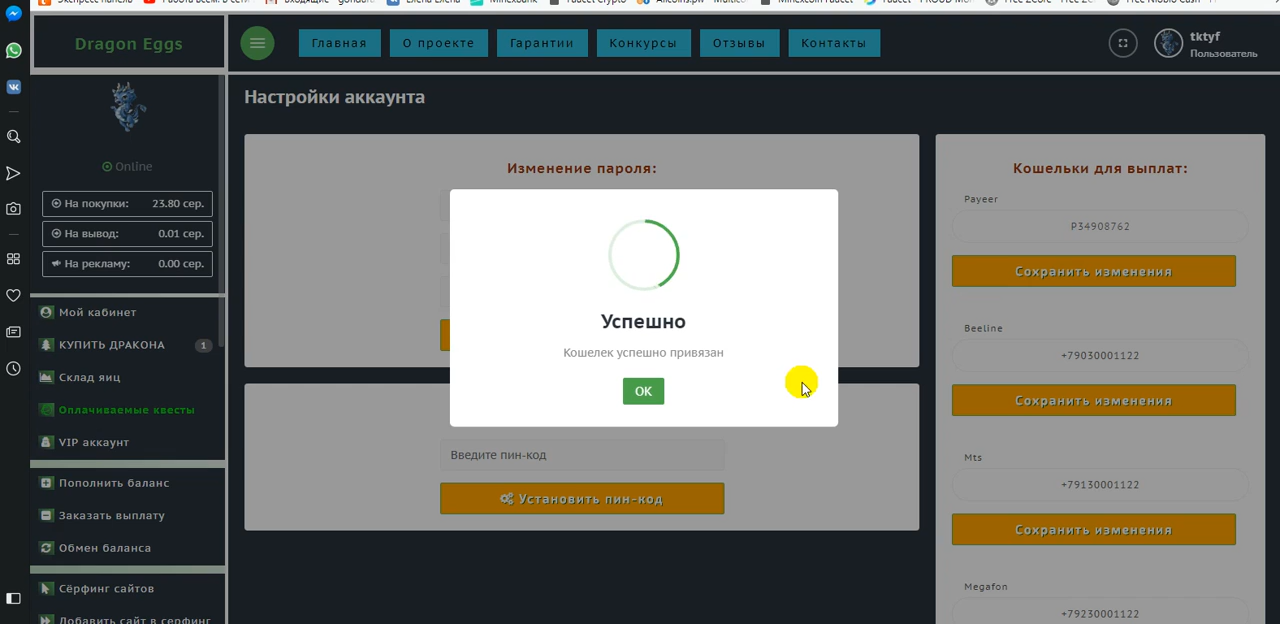 Dragon Eggs
Главная
О проекте
Гарантии
Конкурсы
Отзывы
Контакты
tktyf
Пользователь
Online
На покупки: 23.80 сер.
На вывод: 0.01 сер.
На рекламу: 0.00 сер.
Мой кабинет
КУПИТЬ ДРАКОНА 1
Склад яиц
Оплачиваемые квесты
VIP аккаунт
Пополнить баланс
Заказать выплату
Обмен баланса
Сёрфинг сайтов
Добавить сайт в серфинг
Настройки аккаунта
Изменение пароля:
Успешно
Кошелек успешно привязан
OK
Введите пин-код
Установить пин-код
Кошельки для выплат:
Payeer
P34908762
Сохранить изменения
Beeline
+79030001122
Сохранить изменения
Mts
+79130001122
Сохранить изменения
Megafon
+79230001122